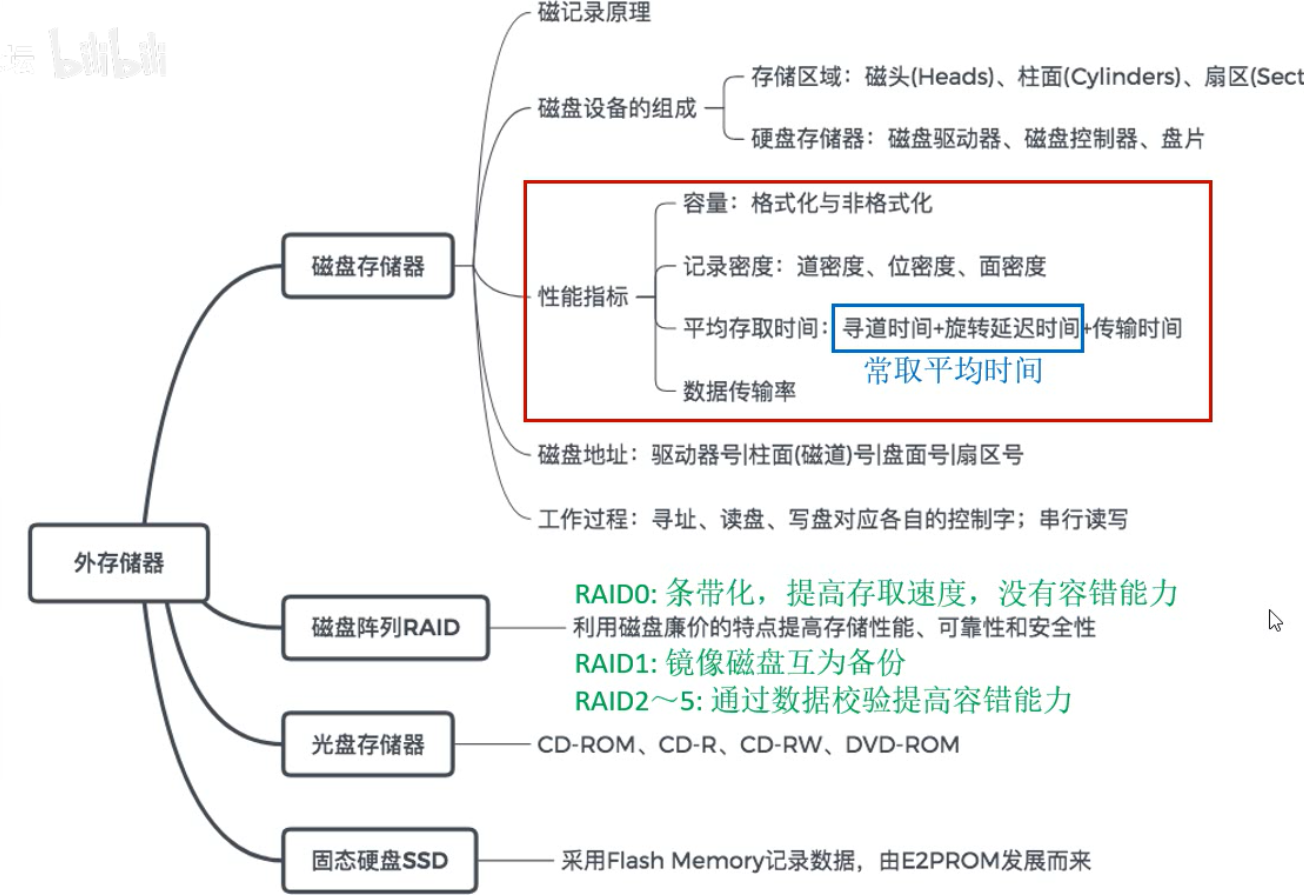 坛 bilibili
磁记录原理
存储区域：磁头(Heads)、柱面(Cylinders)、扇区(Sect
磁盘设备的组成
硬盘存储器：磁盘驱动器、磁盘控制器、盘片
容量：格式化与非格式化
磁盘存储器
记录密度：道密度、位密度、面密度
性能指标
平均存取时间：寻道时间+旋转延迟时间+传输时间
常取平均时间
数据传输率
磁盘地址：驱动器号|柱面(磁道)号|盘面号|扇区号
工作过程：寻址、读盘、写盘对应各自的控制字；串行读写
外存储器
RAID0: 条带化，提高存取速度，没有容错能力
磁盘阵列RAID
利用磁盘廉价的特点提高存储性能、可靠性和安全性
RAID1: 镜像磁盘互为备份
RAID2～5: 通过数据校验提高容错能力
光盘存储器
CD-ROM、CD-R、CD-RW、DVD-ROM
固态硬盘SSD
采用Flash Memory记录数据，由E2PROM发展而来